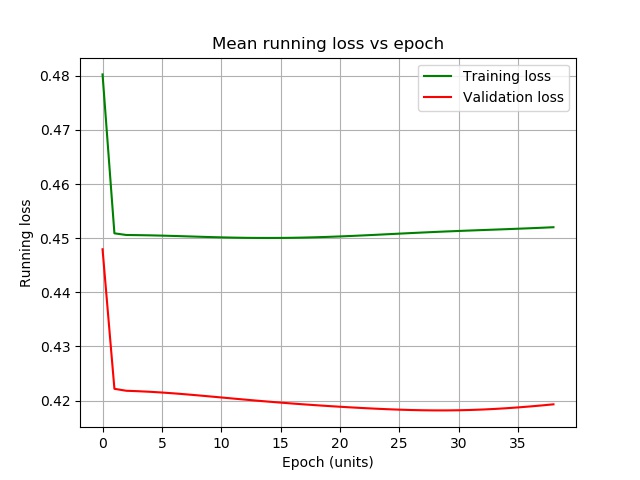 Mean running loss vs epoch
Training loss
Validation loss
0.48
0.47
0.46
0.45
0.44
0.43
0.42
Running loss
0 5 10 15 20 25 30 35
Epoch (units)